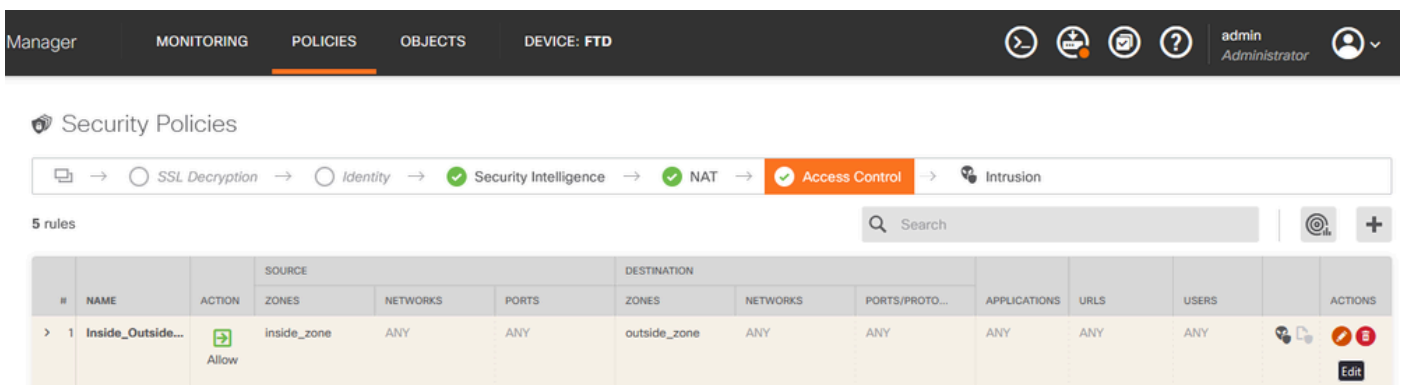 Manager MONITORING POLICIES OBJECTS DEVICE: FTD admin
Administrator
Security Policies
SSL Decryption Identity Security Intelligence NAT Access Control Intrusion
5 rules Search
SOURCE DESTINATION
# NAME ACTION ZONES NETWORKS PORTS ZONES NETWORKS PORTS/PROTO... APPLICATIONS URLS USERS ACTIONS
1 Inside_Outside... inside_zone ANY ANY outside_zone ANY ANY ANY ANY ANY
Allow
Edit